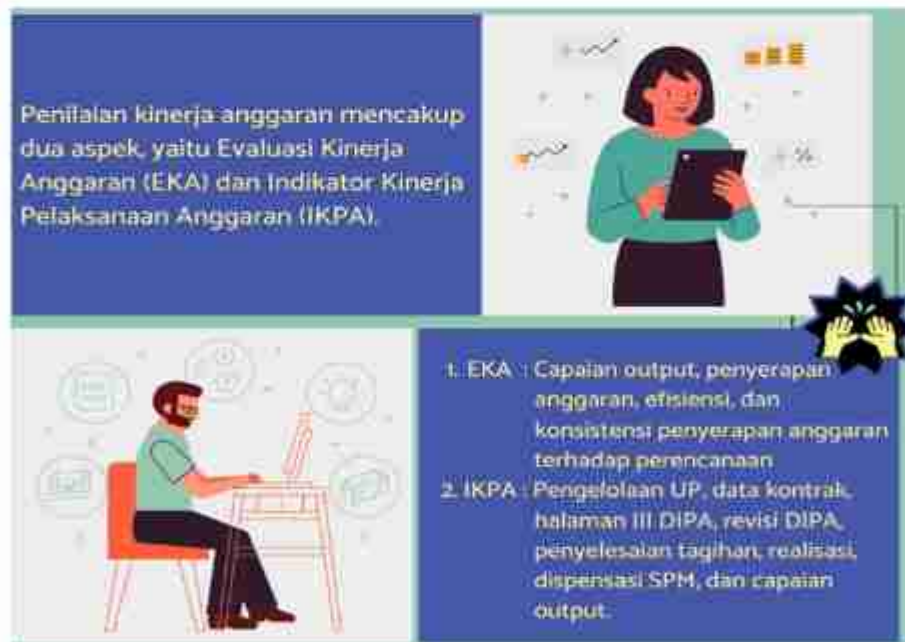 Penilaian kinerja anggaran mencakup
dua aspek, yaitu Evaluasi Kinerja
Anggaran (EKA) dan Indikator Kinerja
Pelaksanaan Anggaran (IKPA).
%
1. EKA : Capaian output, penyerapan
anggaran, efisiensi, dan
konsistensi penyerapan anggaran
terhadap perencanaan
2. IKPA : Pengelolaan UP, data kontrak,
halaman III DIPA, revisi DIPA,
penyelesaian tagihan, realisasi,
dispensasi SPM, dan capaian
output.